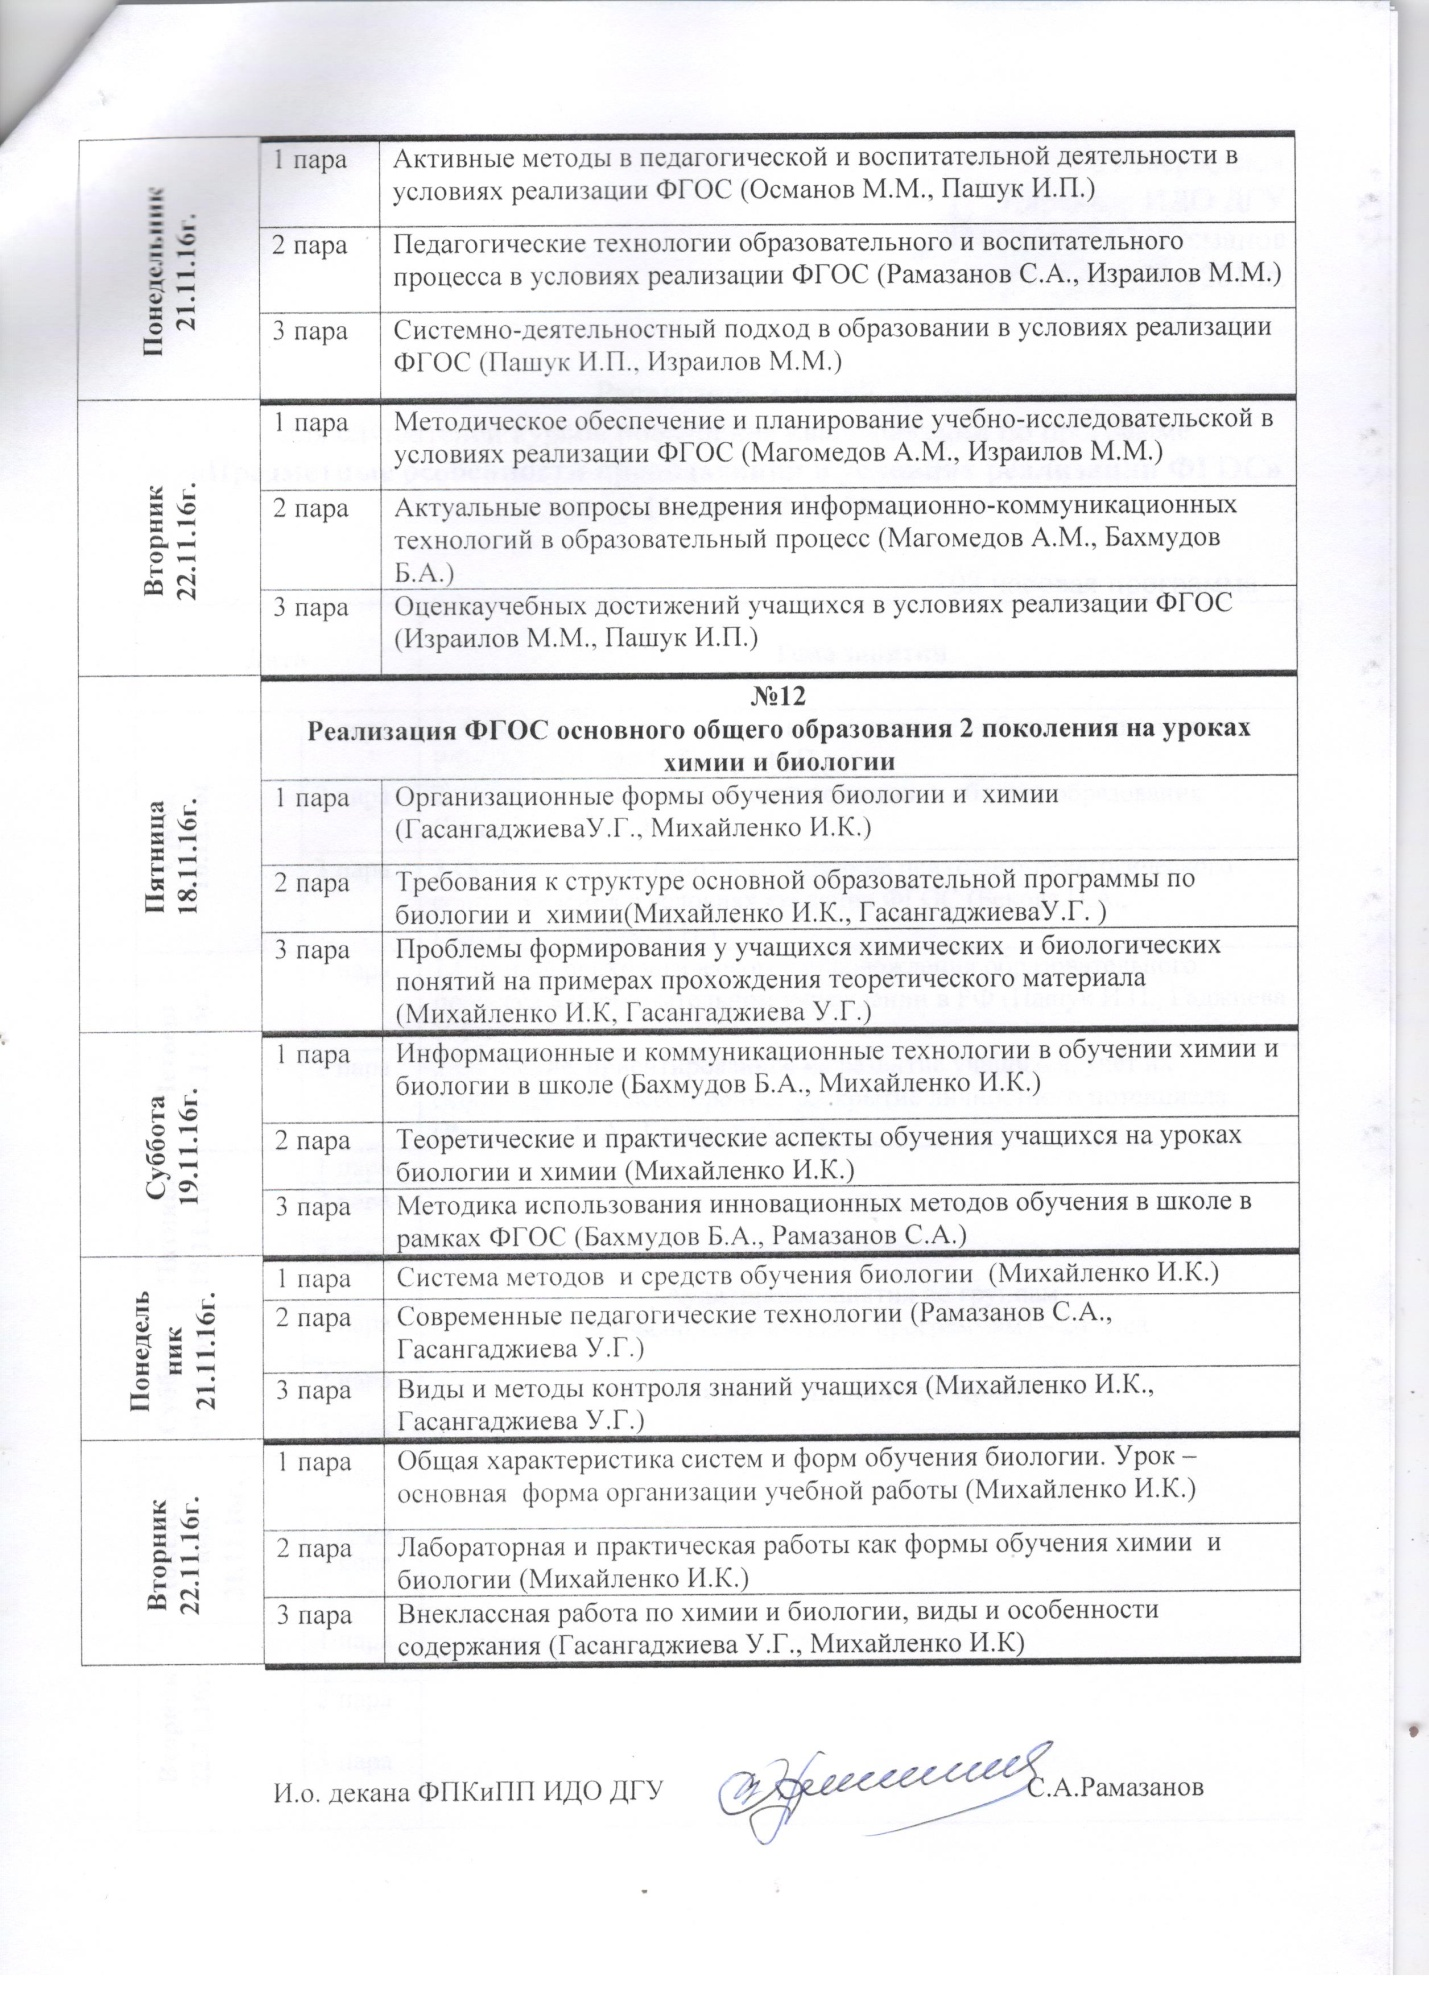 Понедельник
21.11.16г.
1 пара
Активные методы в педагогической и воспитательной деятельности в
условиях реализации ФГОС (Османов М.М., Пашук И.П.)
2 пара
Педагогические технологии образовательного и воспитательного
процесса в условиях реализации ФГОС (Рамазанов С.А., Израилов М.М.)
3 пара
Системно-деятельностный подход в образовании в условиях реализации
ФГОС (Пашук И.П., Израилов М.М.)
Вторник
22.11.16г.
1 пара
Методическое обеспечение и планирование учебно-исследовательской в
условиях реализации ФГОС (Магомедов А.М., Израилов М.М.)
2 пара
Актуальные вопросы внедрения информационно-коммуникационных
технологий в образовательный процесс (Магомедов А.М., Бахмудов
Б.А.)
3 пара
Оценкаучебных достижений учащихся в условиях реализации ФГОС
(Израилов М.М., Пашук И.П.)
Пятница
18.11.16г.
№12
Реализация ФГОС основного общего образования 2 поколения на уроках
химии и биологии
1 пара
Организационные формы обучения биологии и химии
(ГасангаджиеваУ.Г., Михайленко И.К.)
2 пара
Требования к структуре основной образовательной программы по
биологии и химии(Михайленко И.К., ГасангаджиеваУ.Г. )
3 пара
Проблемы формирования у учащихся химических и биологических
понятий на примерах прохождения теоретического материала
(Михайленко И.К, Гасангаджиева У.Г.)
Суббота
19.11.16г.
1 пара
Информационные и коммуникационные технологии в обучении химии и
биологии в школе (Бахмудов Б.А., Михайленко И.К.)
2 пара
Теоретические и практические аспекты обучения учащихся на уроках
биологии и химии (Михайленко И.К.)
3 пара
Методика использования инновационных методов обучения в школе в
рамках ФГОС (Бахмудов Б.А., Рамазанов С.А.)
Понедель
ник
21.11.16г.
1 пара
Система методов и средств обучения биологии (Михайленко И.К.)
2 пара
Современные педагогические технологии (Рамазанов С.А.,
Гасангаджиева У.Г.)
3 пара
Виды и методы контроля знаний учащихся (Михайленко И.К.,
Гасангаджиева У.Г.)
Вторник
22.11.16г.
1 пара
Общая характеристика систем и форм обучения биологии. Урок –
основная форма организации учебной работы (Михайленко И.К.)
2 пара
Лабораторная и практическая работы как формы обучения химии и
биологии (Михайленко И.К.)
3 пара
Внеклассная работа по химии и биологии, виды и особенности
содержания (Гасангаджиева У.Г., Михайленко И.К)
И.о. декана ФПКиПП ИДО ДГУ С.А.Рамазанов